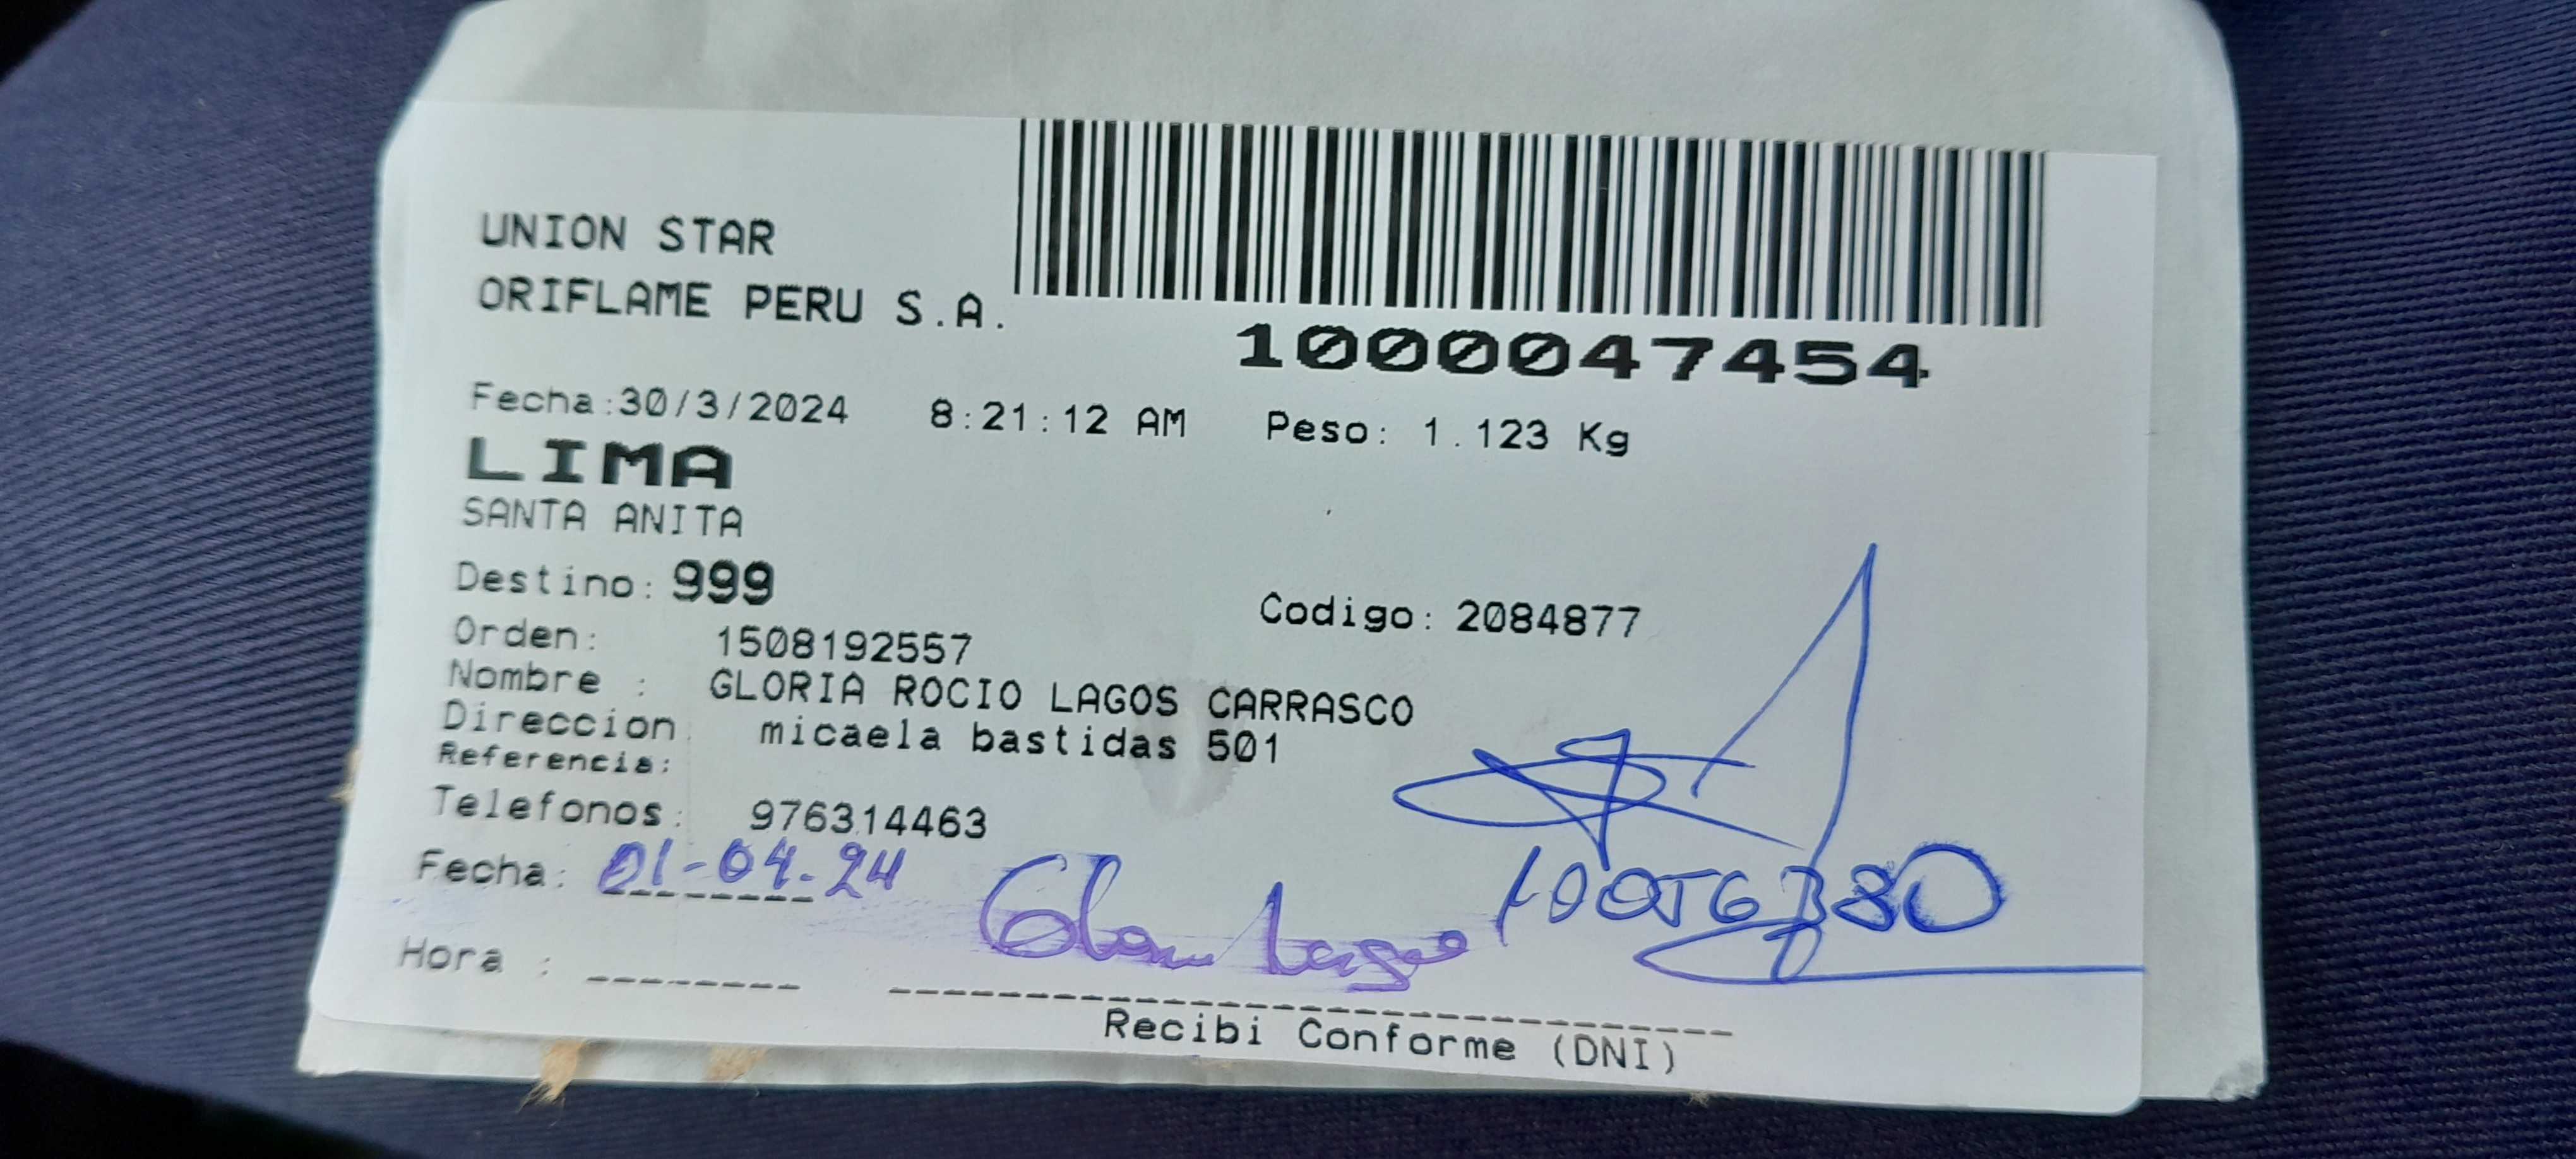 UNION STAR
ORIFLAME PERU S.A.
1000047454
Fecha:30/3/2024 8:21:12 AM Peso: 1.123 Kg
LIMA
SANTA ANITA
Destino: 999
Codigo: 2084877
Orden: 1508192557
Nombre : GLORIA ROCIO LAGOS CARRASCO
Direccion micaela bastidas 501
Referencia:
Telefonos: 976314463
Fecha: 01-04-24
Hora :
Recibi Conforme (DNI)